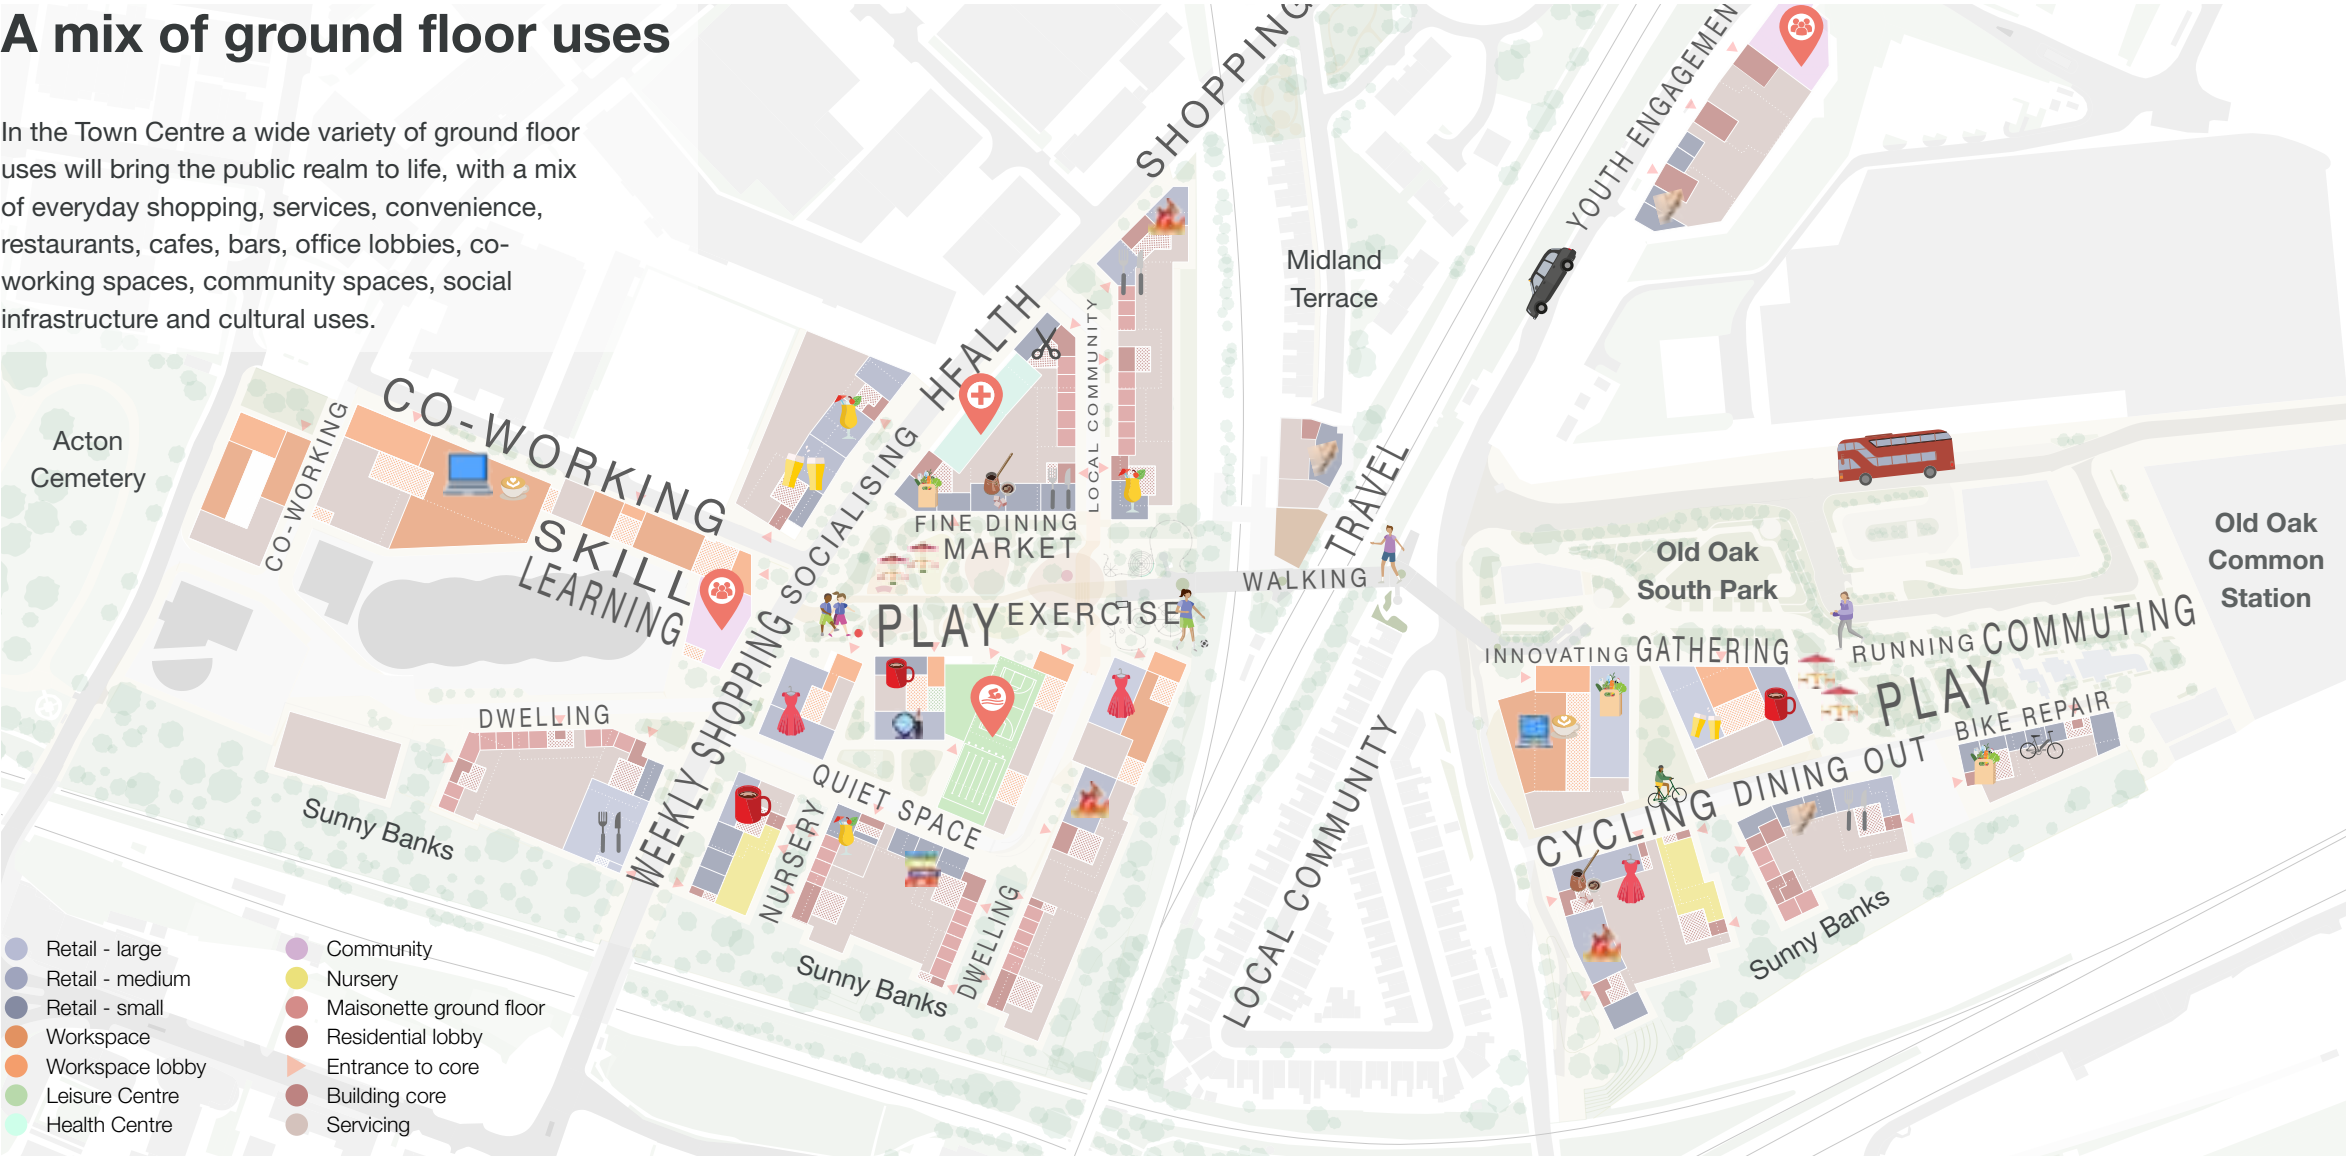 A mix of ground floor uses
In the Town Centre a wide variety of ground floor
uses will bring the public realm to life, with a mix
of everyday shopping, services, convenience,
restaurants, cafes, bars, office lobbies, co-
working spaces, community spaces, social
infrastructure and cultural uses.
SHOPPING
YOUTH ENGAGEMEN
Midland
Terrace
HEALTH
LOCAL COMMUNITY
Acton
Cemetery
CO-WORKING
CO-WORKING
SOCIALISING
SKILL
LEARNING
FINE DINING
MARKET
PLAY
EXERCISE
WALKING
TRAVEL
Old Oak
South Park
Old Oak
Common
Station
INNOVATING
GATHERING
RUNNING
COMMUTING
PLAY
BIKE REPAIR
DINING OUT
CYCLING
DWELLING
WEEKLY SHOPPING
QUIET SPACE
NURSERY
DWELLING
LOCAL COMMUNITY
Sunny Banks
Sunny Banks
Sunny Banks
Retail - large
Retail - medium
Retail - small
Workspace
Workspace lobby
Leisure Centre
Health Centre
Community
Nursery
Maisonette ground floor
Residential lobby
Entrance to core
Building core
Servicing